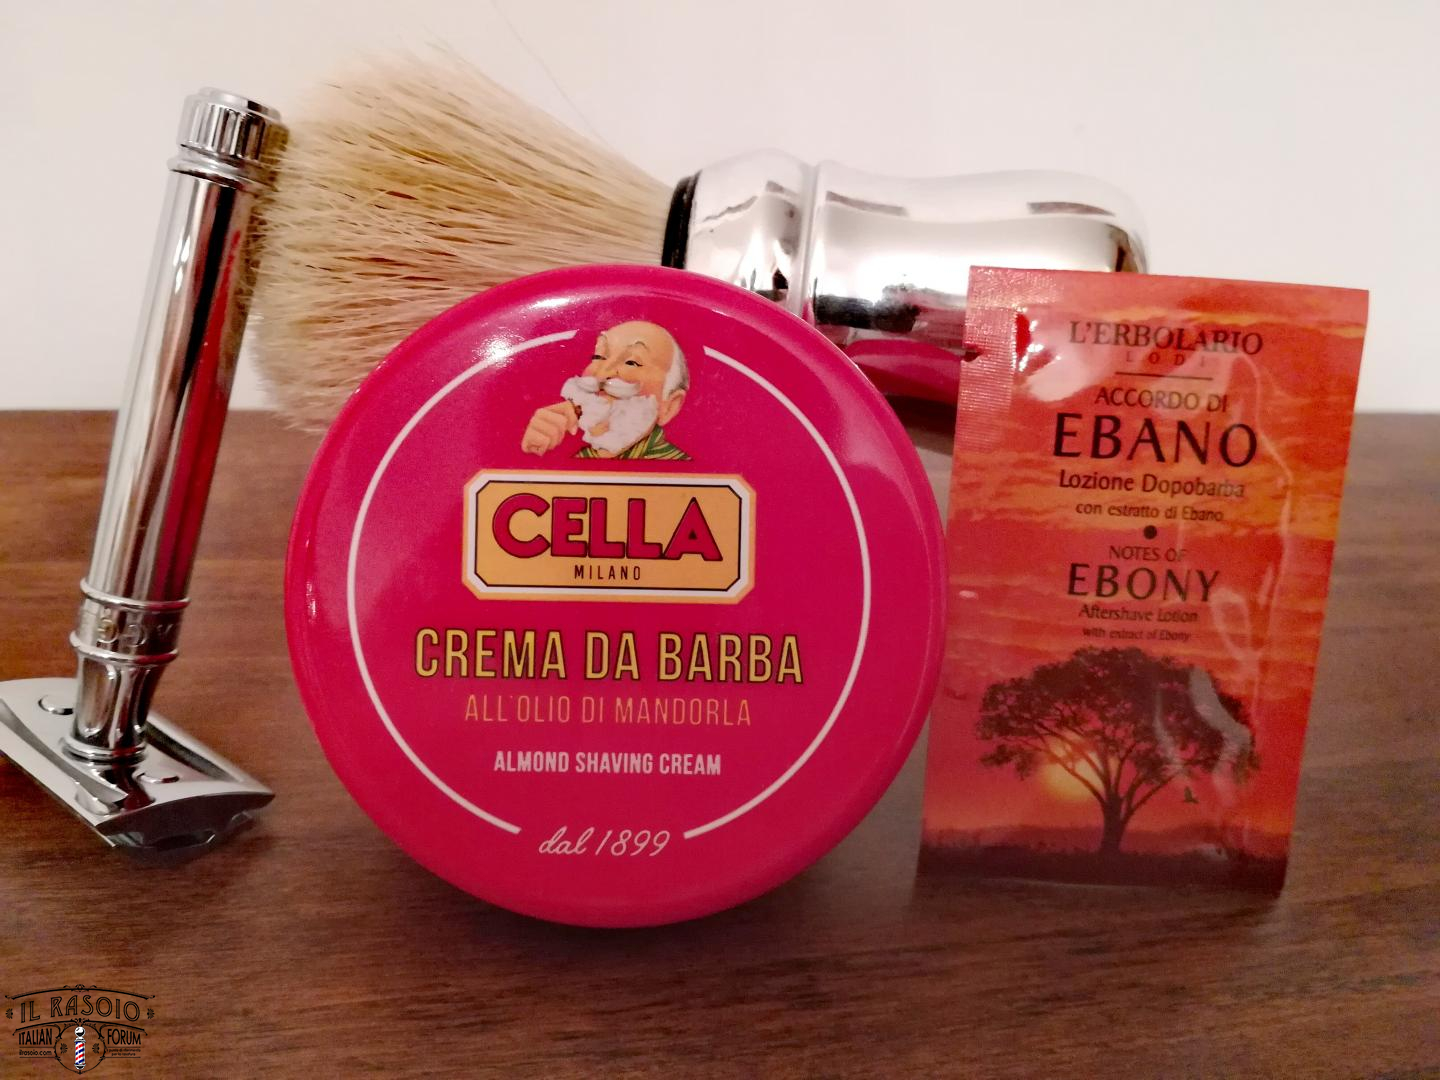 CELLA
MILANO
CREMA DA BARBA
ALL'OLIO DI MANDORLA
ALMOND SHAVING CREAM
dal 1899
L'ERBOLARIO
LODI
ACCORDO DI
EBANO
Lozione Dopobarba
con estratto di Ebano
NOTES OF
EBONY
Aftershave Lotion
with extract of Ebony
IL RASOIO
ITALIAN FORUM
ilrasoio.com